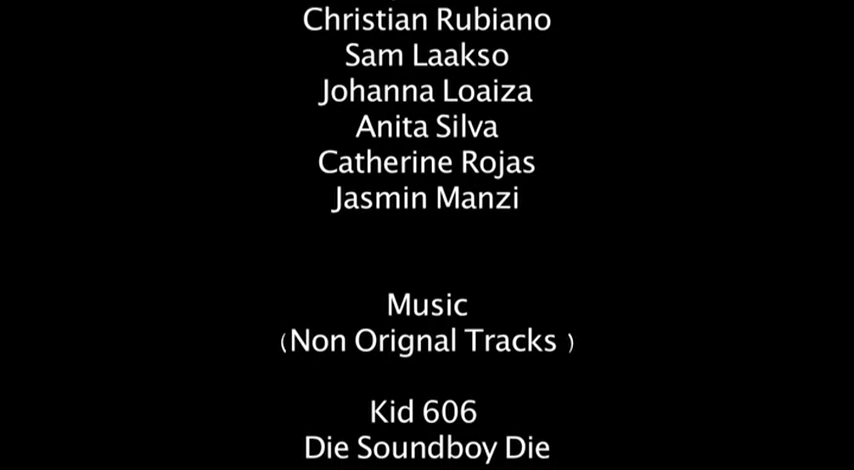 Christian Rubiano
Sam Laakso
Johanna Loaiza
Anita Silva
Catherine Rojas
Jasmin Manzi
Music
(Non Orignal Tracks )
Kid 606
Die Soundboy Die